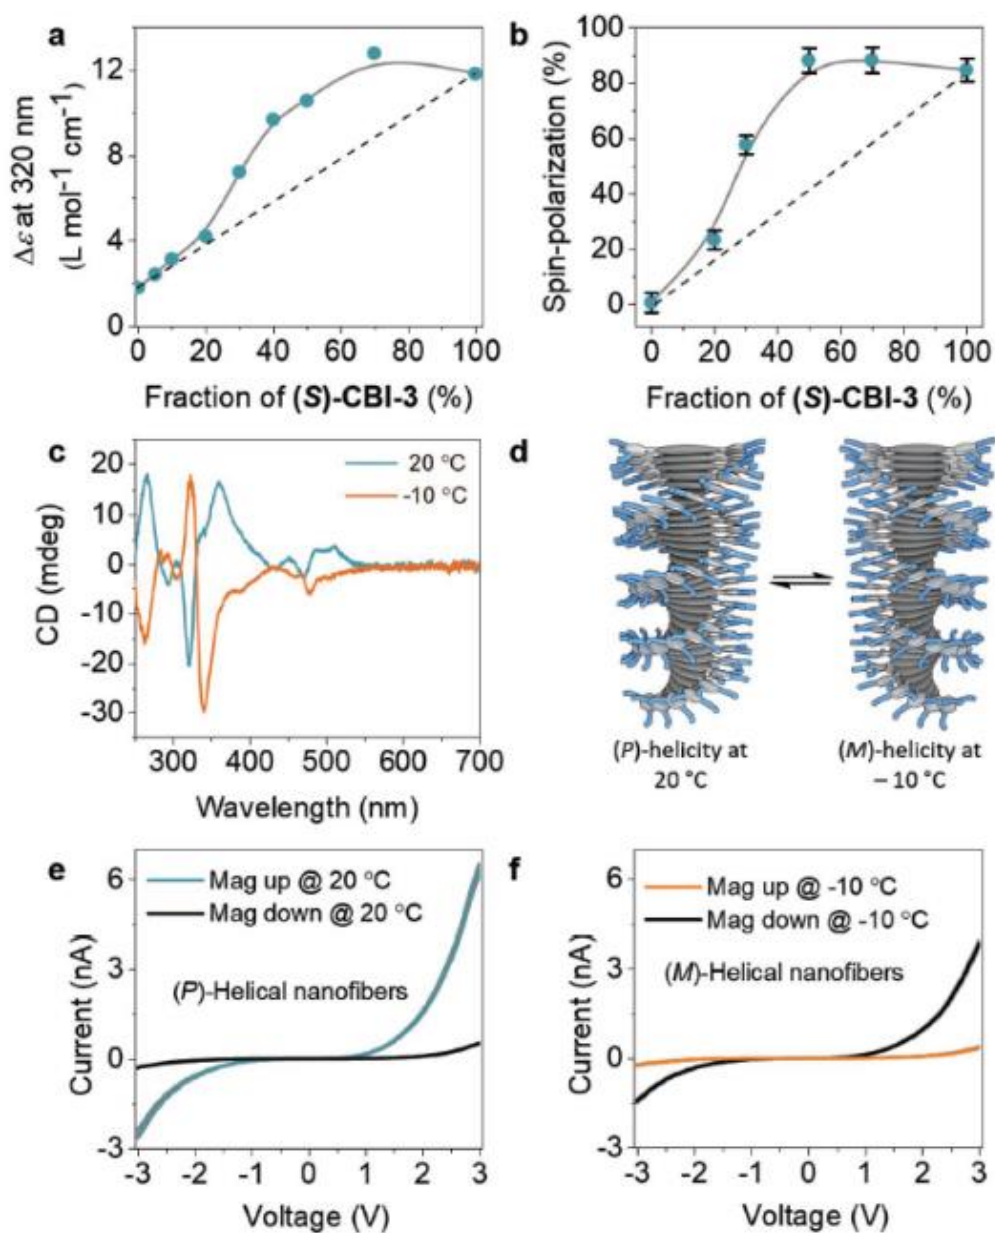 a
Δε at 320 nm
(L mol⁻¹ cm⁻¹)
12
8
4
0
0 20 40 60 80 100
Fraction of (S)-CBI-3 (%)
b
Spin-polarization (%)
100
80
60
40
20
0
0 20 40 60 80 100
Fraction of (S)-CBI-3 (%)
c
20 °C
-10 °C
CD (mdeg)
20
10
0
-10
-20
-30
300 400 500 600 700
Wavelength (nm)
d
(P)-helicity at
20 °C
(M)-helicity at
– 10 °C
e
Mag up @ 20 °C
Mag down @ 20 °C
(P)-Helical nanofibers
Current (nA)
6
3
0
-3
-3 -2 -1 0 1 2 3
Voltage (V)
f
Mag up @ -10 °C
Mag down @ -10 °C
(M)-Helical nanofibers
Current (nA)
6
3
0
-3
-3 -2 -1 0 1 2 3
Voltage (V)